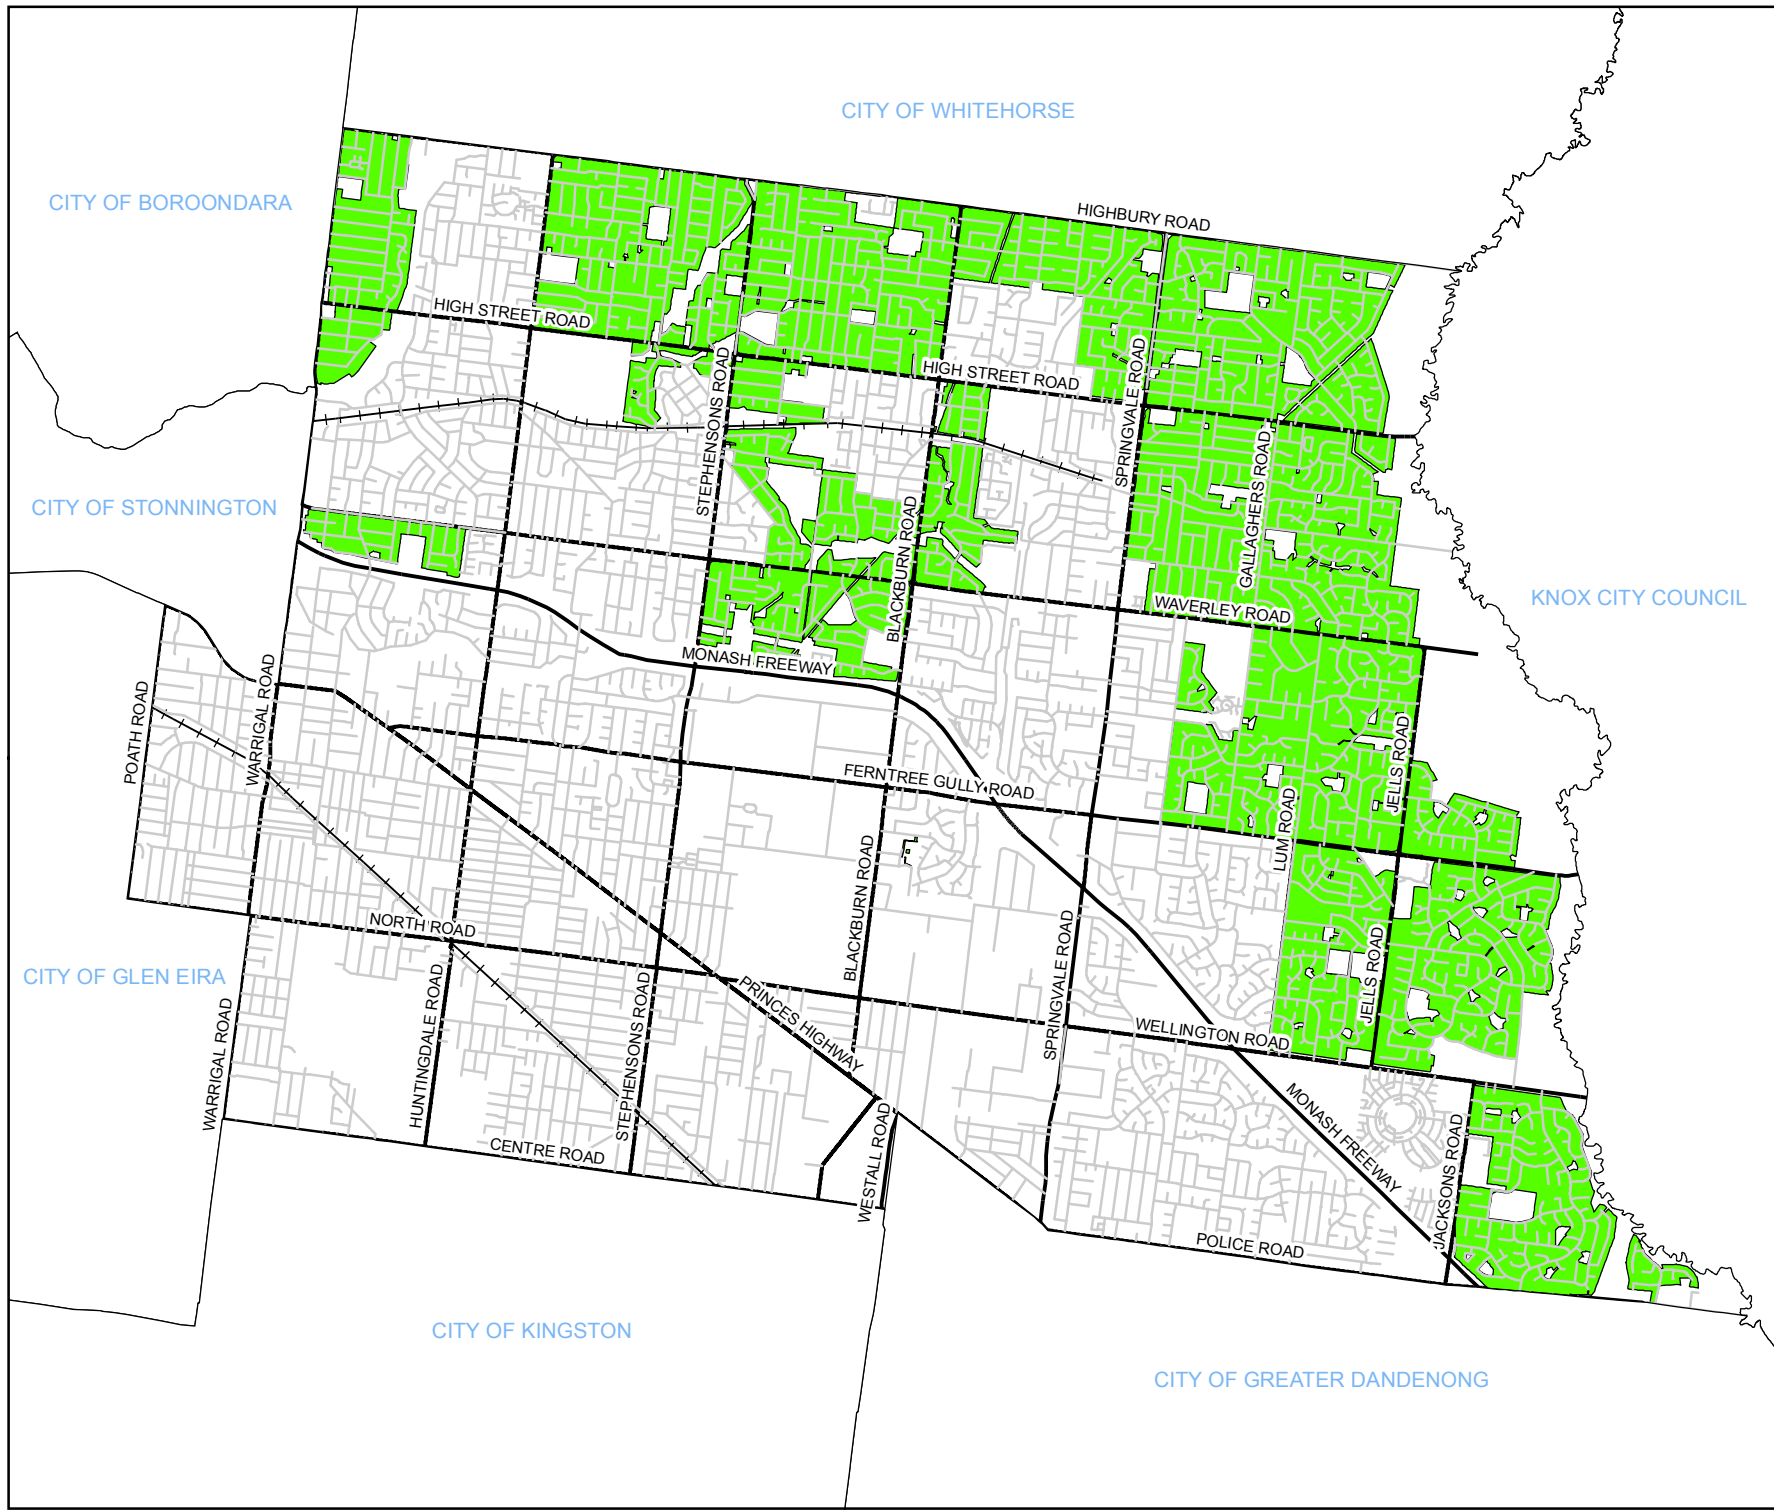 CITY OF WHITEHORSE
CITY OF BOROONDARA
HIGHBURY ROAD
HIGH STREET ROAD
HIGH STREET ROAD
STEPHENSONS ROAD
SPRINGVALE ROAD
GALLAGHERS ROAD
CITY OF STONNINGTON
BLACKBURN ROAD
KNOX CITY COUNCIL
WAVERLEY ROAD
MONASH FREEWAY
POATH ROAD
WARRIGAL ROAD
JELLS ROAD
FERNTREE GULLY ROAD
LUM ROAD
BLACKBURN ROAD
NORTH ROAD
CITY OF GLEN EIRA
SPRINGVALE ROAD
JELLS ROAD
WARRIGAL ROAD
HUNTINGDALE ROAD
STEPHENSONS ROAD
PRINCES HIGHWAY
WELLINGTON ROAD
MONASH FREEWAY
CENTRE ROAD
WESTALL ROAD
JACKSONS ROAD
POLICE ROAD
CITY OF KINGSTON
CITY OF GREATER DANDENONG